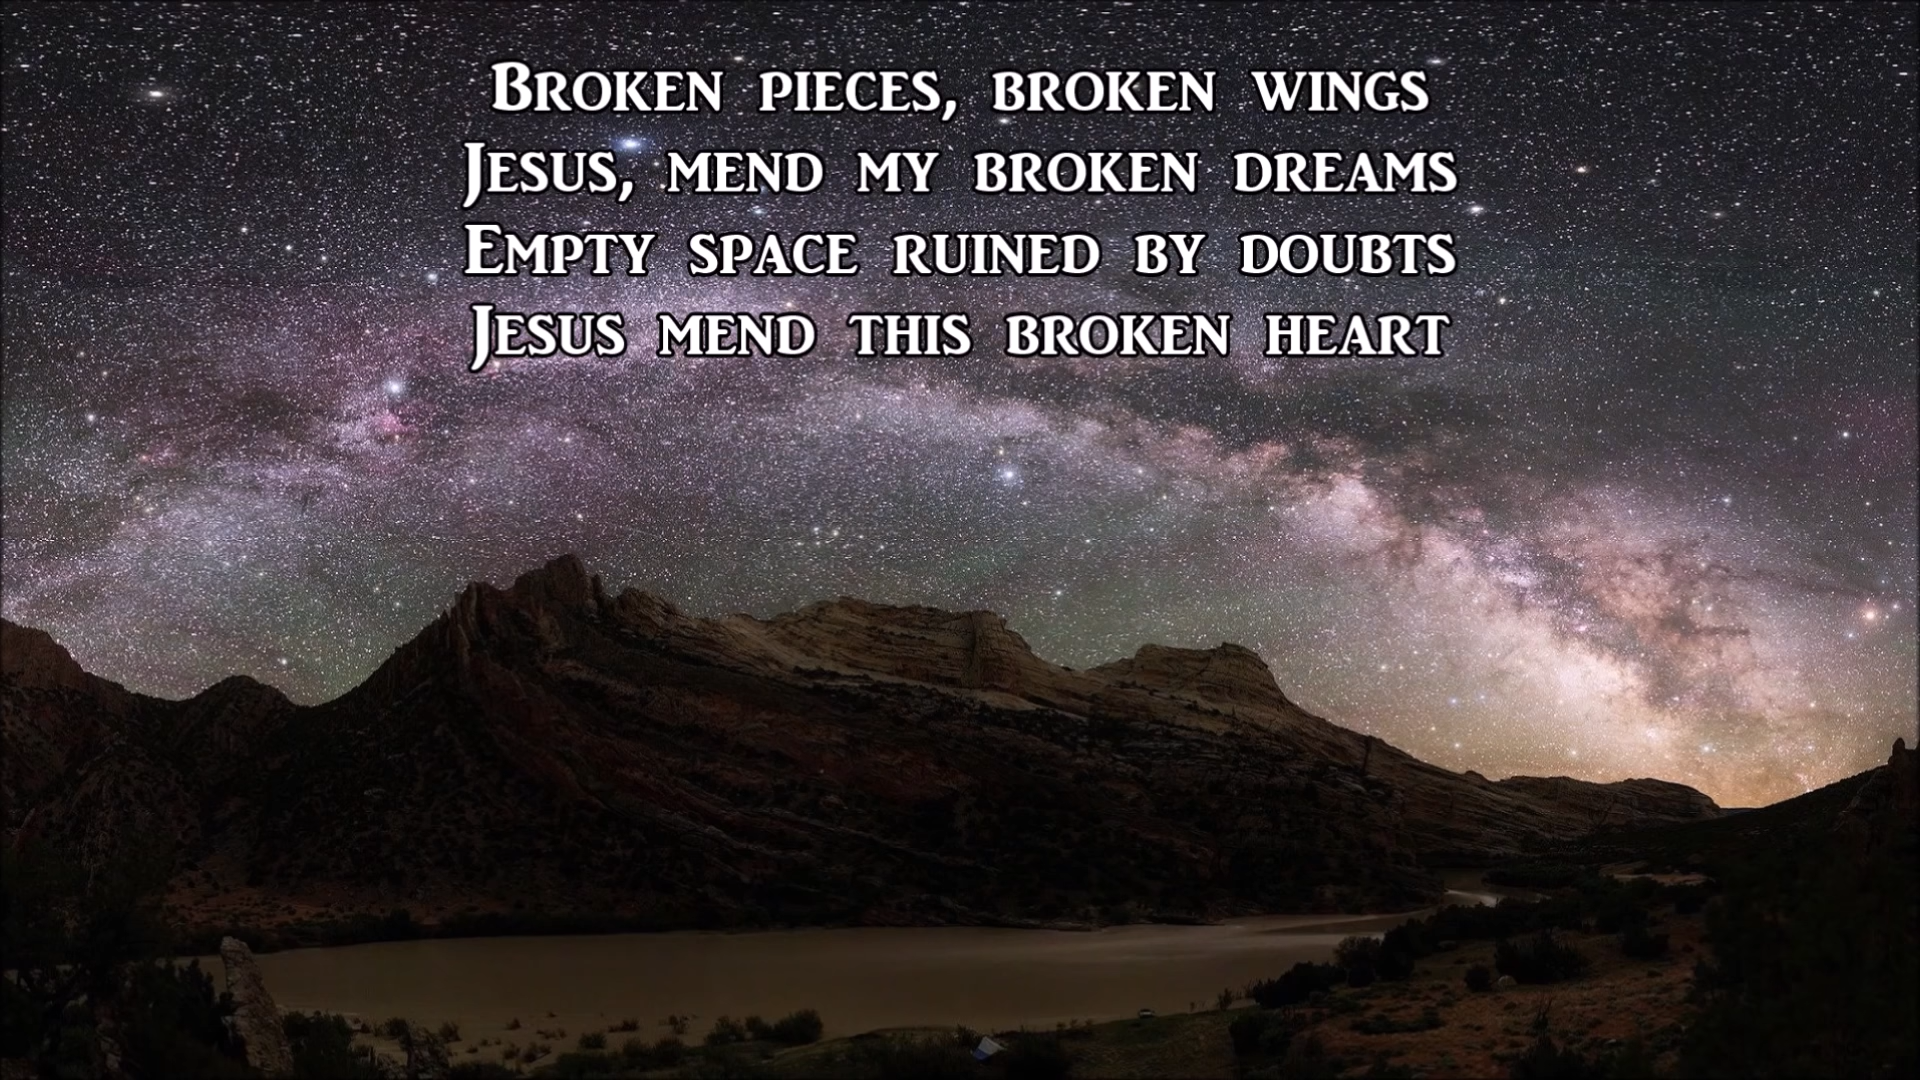 Broken pieces, broken wings
Jesus, mend my broken dreams
Empty space ruined by doubts
Jesus mend this broken heart